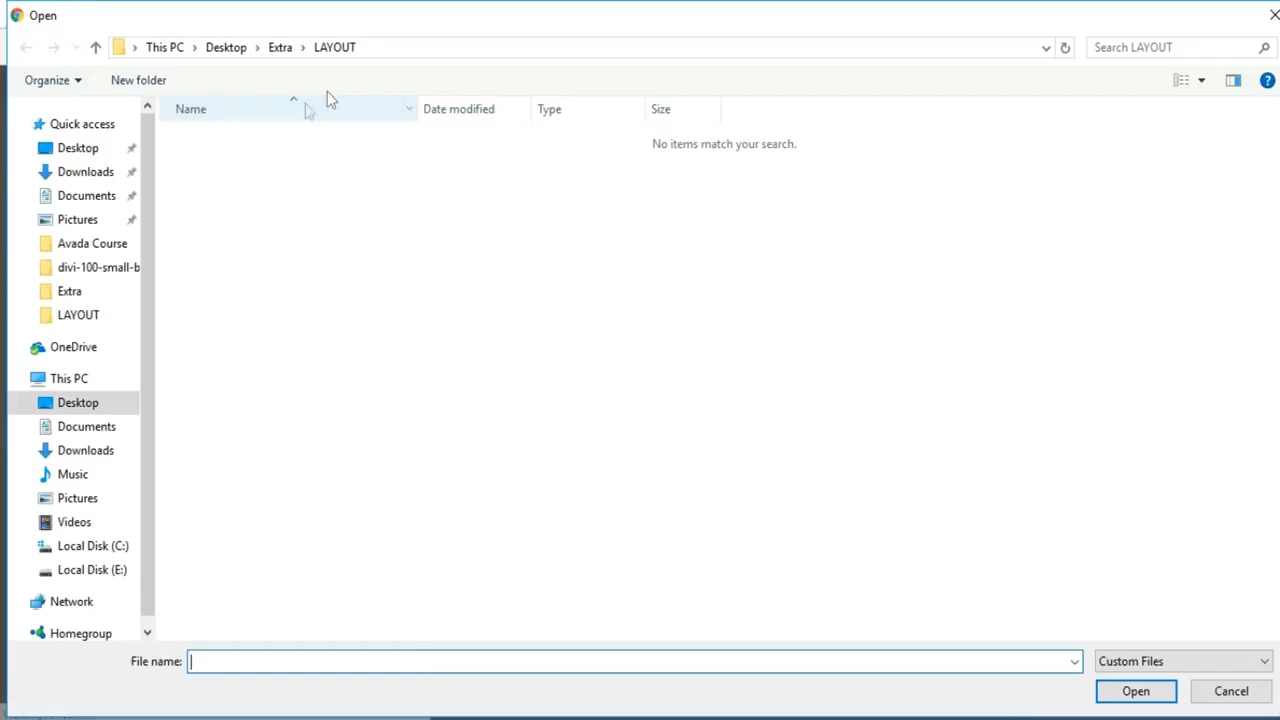 Open
This PC > Desktop > Extra > LAYOUT
Search LAYOUT
Organize
New folder
Name
Date modified
Type
Size
No items match your search.
Quick access
Desktop
Downloads
Documents
Pictures
Avada Course
divi-100-small-b
Extra
LAYOUT
OneDrive
This PC
Desktop
Documents
Downloads
Music
Pictures
Videos
Local Disk (C:)
Local Disk (E:)
Network
Homegroup
File name:
Custom Files
Open
Cancel